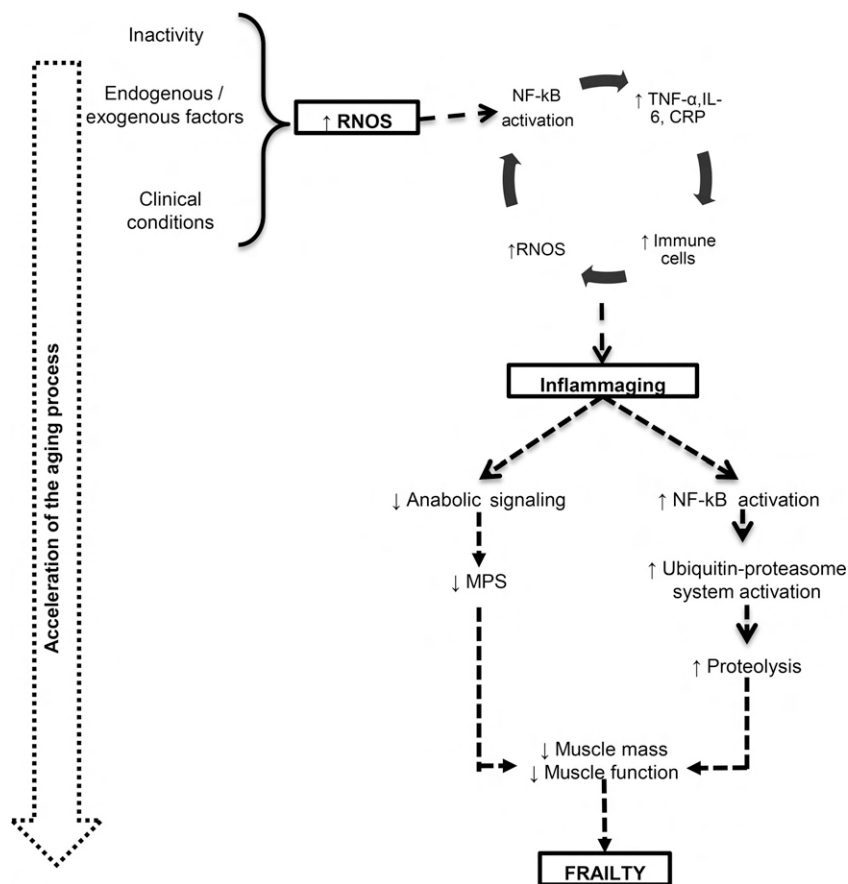 Inactivity
Endogenous /
exogenous factors
Clinical
conditions
↑ RNOS
NF-kB
activation
↑ TNF-α,IL-
6, CRP
↑ Immune
cells
↑RNOS
Inflammaging
↓ Anabolic signaling
↑ NF-kB activation
↓ MPS
↑ Ubiquitin-proteasome
system activation
↑ Proteolysis
↓ Muscle mass
↓ Muscle function
FRAILTY
Acceleration of the aging process